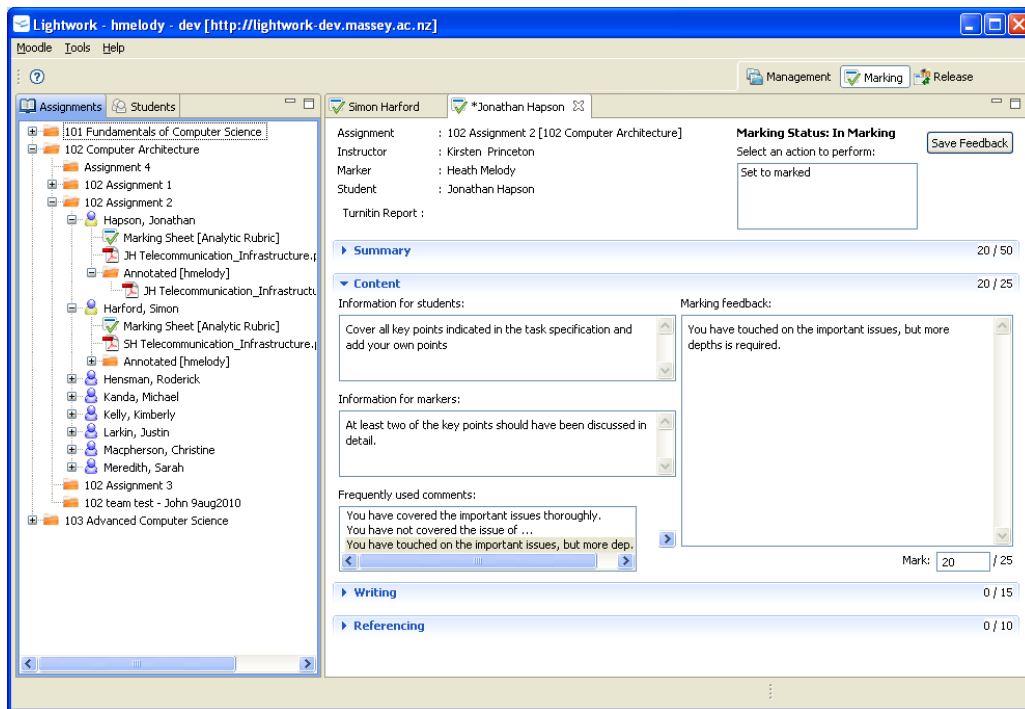 Lightwork - hmelody - dev [http://lightwork-dev.massey.ac.nz]
Moodle Tools Help
Management Marking Release
Assignments Students
101 Fundamentals of Computer Science
102 Computer Architecture
Assignment 4
102 Assignment 1
102 Assignment 2
Hapson, Jonathan
Marking Sheet [Analytic Rubric]
JH Telecommunication_Infrastructure.p
Annotated [hmelody]
JH Telecommunication_Infrastructu
Harford, Simon
Marking Sheet [Analytic Rubric]
SH Telecommunication_Infrastructure.p
Annotated [hmelody]
Hensman, Roderick
Kanda, Michael
Kelly, Kimberly
Larkin, Justin
Macpherson, Christine
Meredith, Sarah
102 Assignment 3
102 team test - John 9aug2010
103 Advanced Computer Science
Simon Harford *Jonathan Hapson
Assignment : 102 Assignment 2 [102 Computer Architecture]
Instructor : Kirsten Princeton
Marker : Heath Melody
Student : Jonathan Hapson
Turnitin Report :
Marking Status: In Marking
Select an action to perform:
Set to marked
Save Feedback
Summary 20 / 50
Content 20 / 25
Information for students:
Cover all key points indicated in the task specification and
add your own points
Information for markers:
At least two of the key points should have been discussed in
detail.
Frequently used comments:
You have covered the important issues thoroughly.
You have not covered the issue of ...
You have touched on the important issues, but more dep.
Marking feedback:
You have touched on the important issues, but more
depths is required.
Mark: 20 / 25
Writing 0 / 15
Referencing 0 / 10